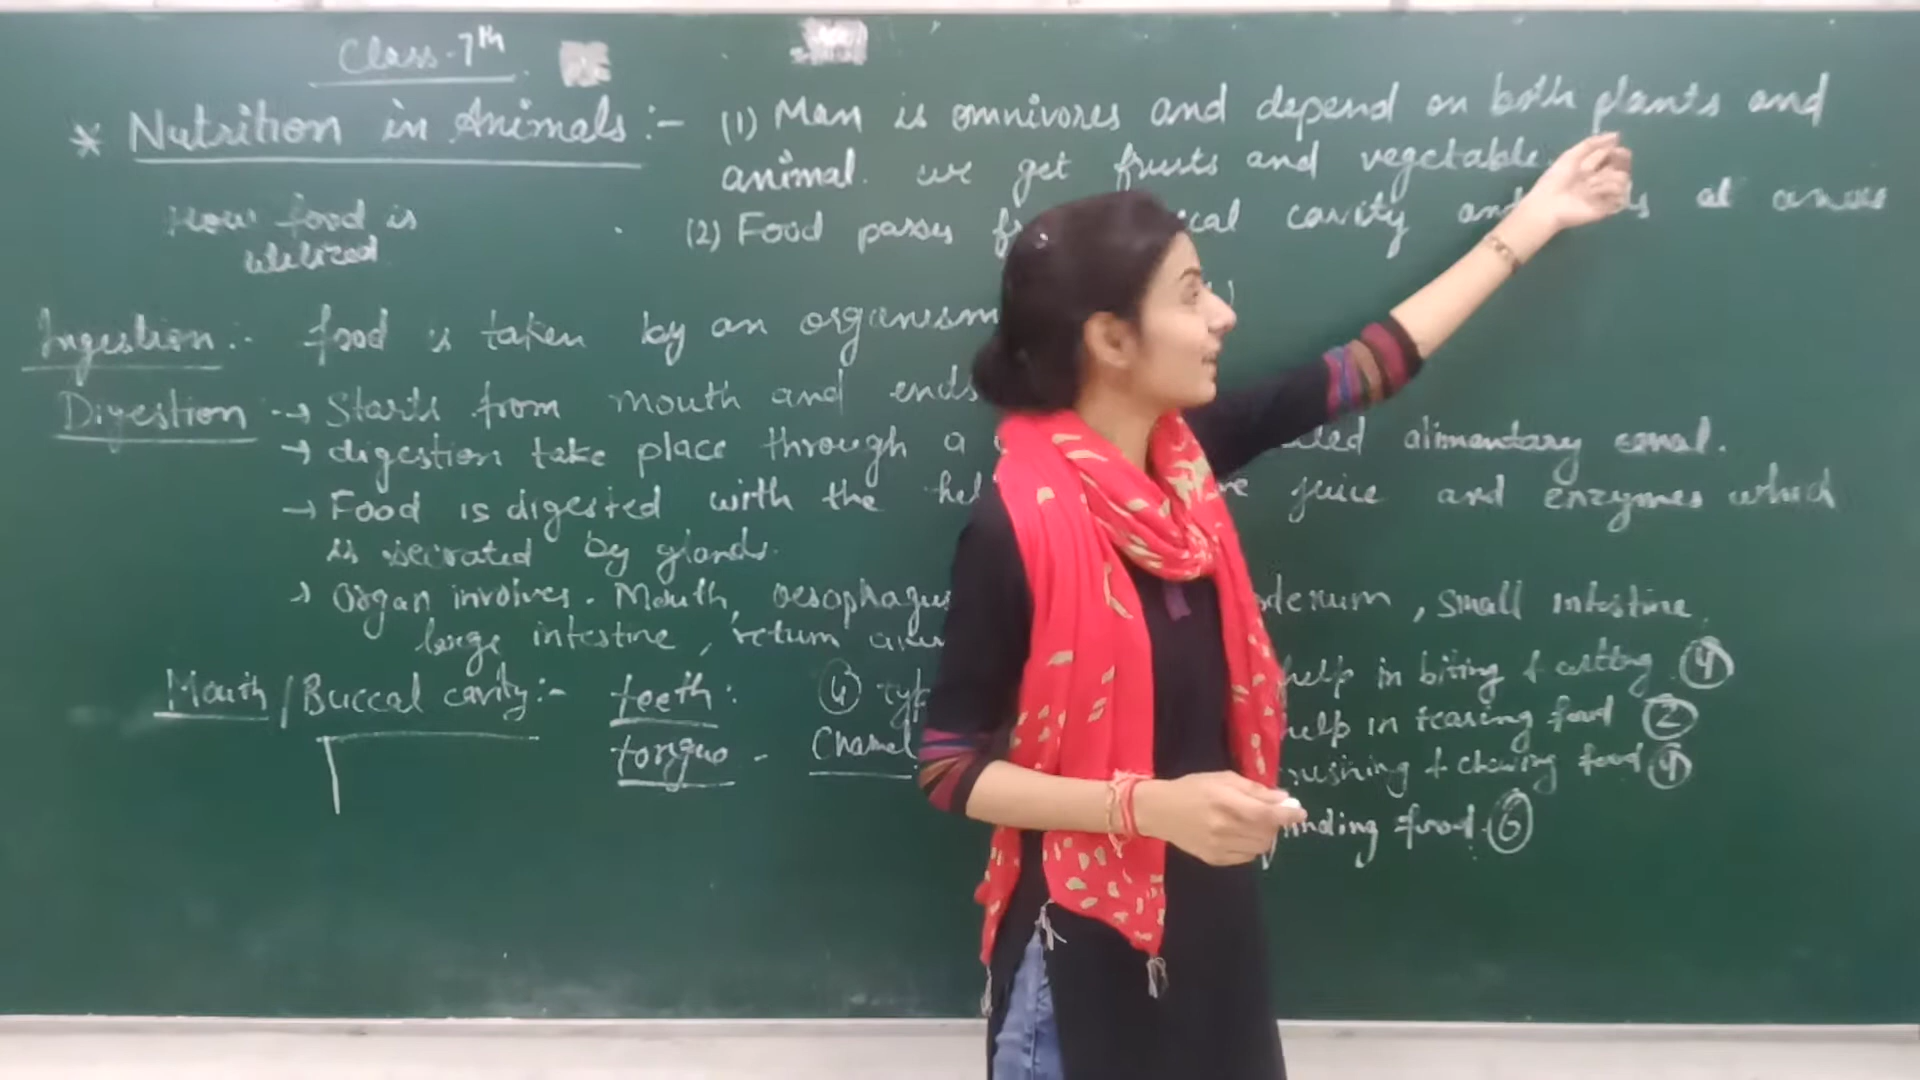 Class-7th
* Nutrition in Animals :- (1) Man is omnivores and depend on both plants and
animal. we get fruits and vegetable
How food is
utilized
(2) Food passes cavity and at
Ingestion :- food is taken by an organism
Digestion → Starts from mouth and ends
→ digestion take place through a alimentary canal.
→ Food is digested with the juice and enzymes which
is secrated by glands.
→ Organ involves - Mouth, oesophagus , small intestine,
large intestine,
Mouth / Buccal cavity :- teeth : (4) help in biting & cutting (4)
help in tearing food (2)
tongue - & chewing food (4)
food (6)